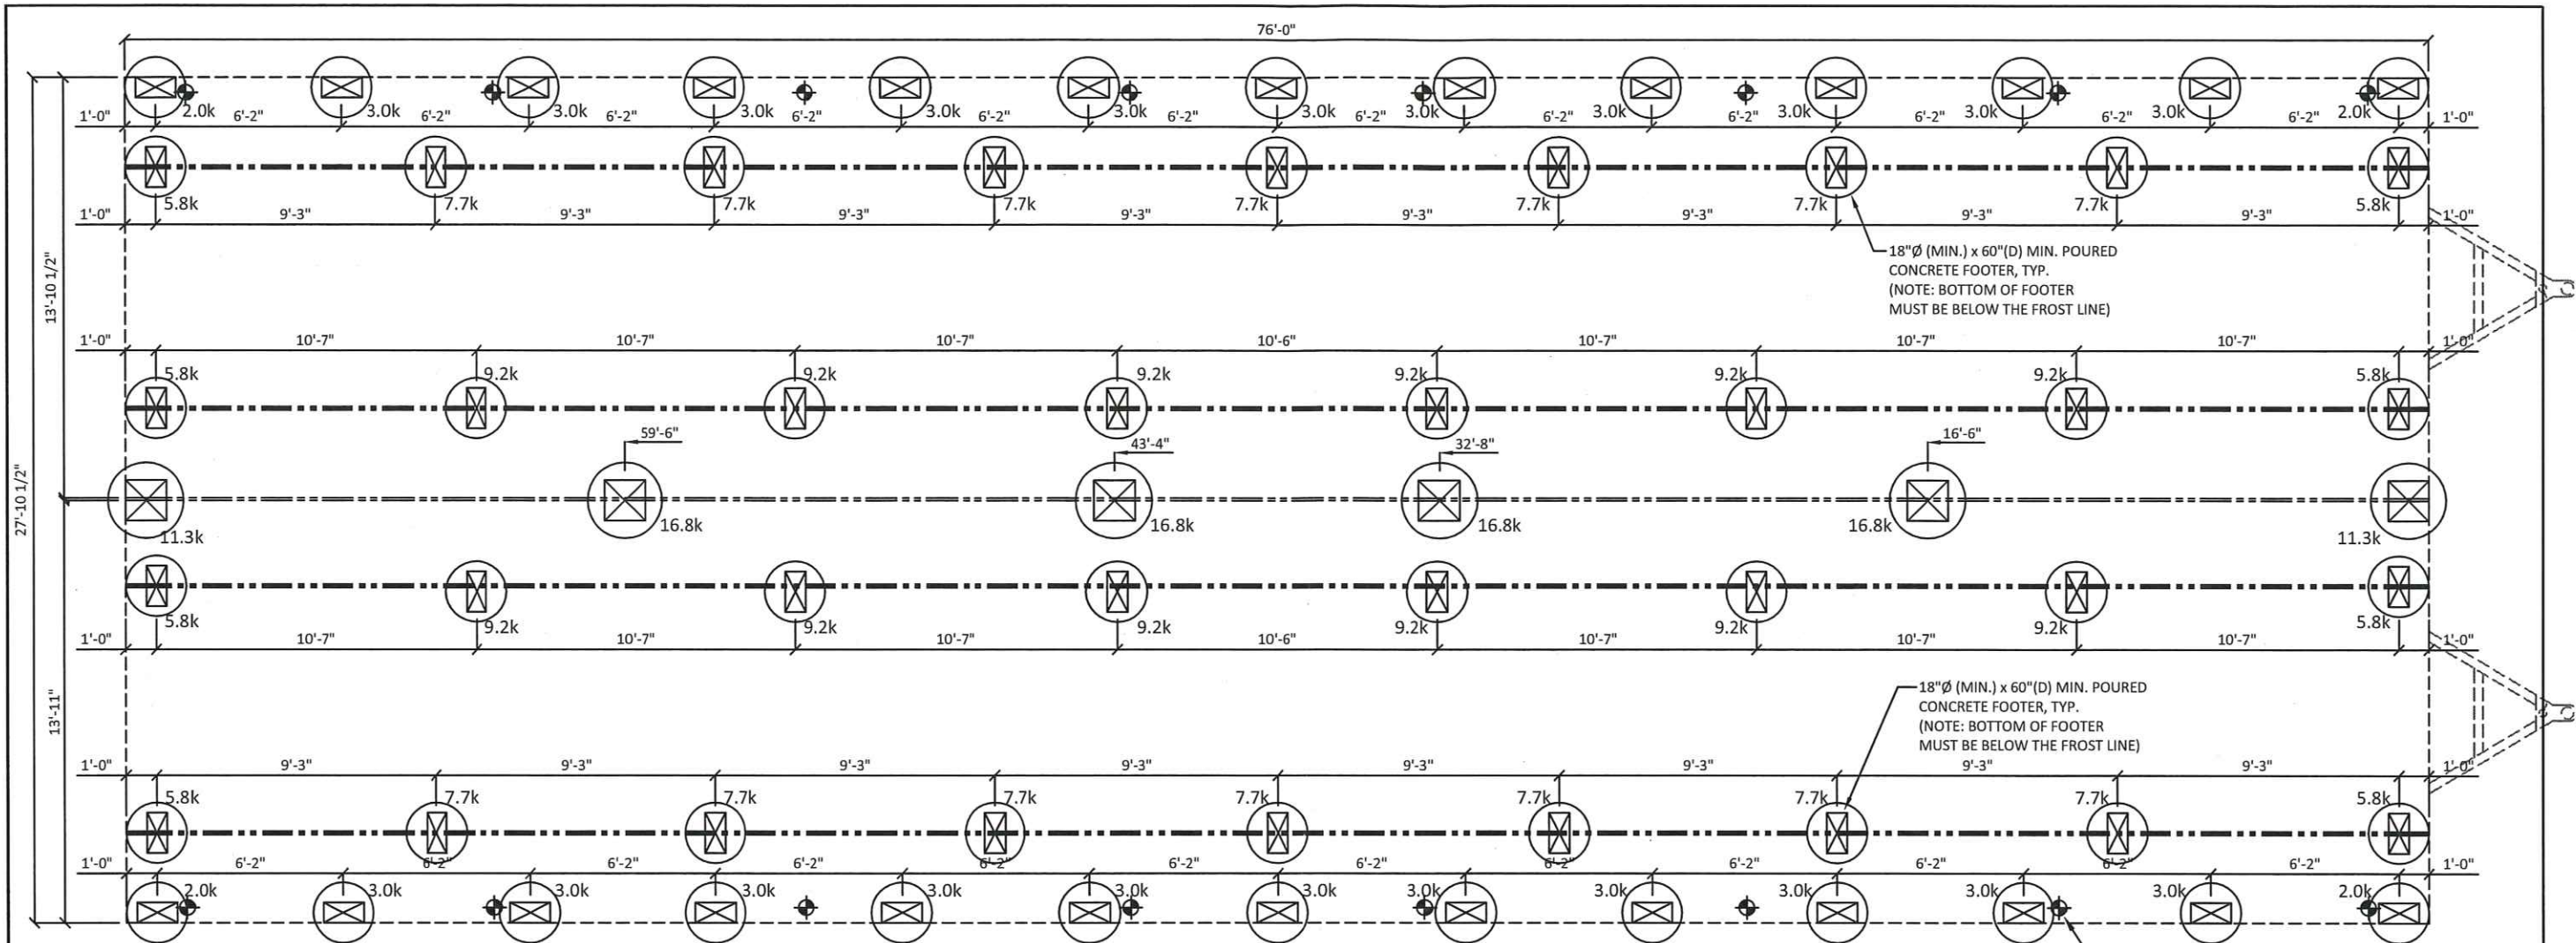 76'-0"
2.0k 3.0k 3.0k 3.0k 3.0k 3.0k 3.0k 3.0k 3.0k 3.0k 3.0k 3.0k 2.0k
1'-0" 6'-2" 6'-2" 6'-2" 6'-2" 6'-2" 6'-2" 6'-2" 6'-2" 6'-2" 6'-2" 6'-2" 6'-2" 1'-0"
5.8k 7.7k 7.7k 7.7k 7.7k 7.7k 7.7k 7.7k 5.8k
1'-0" 9'-3" 9'-3" 9'-3" 9'-3" 9'-3" 9'-3" 9'-3" 9'-3" 1'-0"
18"Ø (MIN.) x 60"(D) MIN. POURED
CONCRETE FOOTER, TYP.
(NOTE: BOTTOM OF FOOTER
MUST BE BELOW THE FROST LINE)
13'-10 1/2"
1'-0" 10'-7" 10'-7" 10'-7" 10'-6" 10'-7" 10'-7" 10'-7" 1'-0"
5.8k 9.2k 9.2k 9.2k 9.2k 9.2k 9.2k 5.8k
59'-6" 43'-4" 32'-8" 16'-6"
27'-10 1/2"
11.3k 16.8k 16.8k 16.8k 16.8k 11.3k
5.8k 9.2k 9.2k 9.2k 9.2k 9.2k 9.2k 5.8k
1'-0" 10'-7" 10'-7" 10'-7" 10'-6" 10'-7" 10'-7" 10'-7" 1'-0"
13'-11"
18"Ø (MIN.) x 60"(D) MIN. POURED
CONCRETE FOOTER, TYP.
(NOTE: BOTTOM OF FOOTER
MUST BE BELOW THE FROST LINE)
1'-0" 9'-3" 9'-3" 9'-3" 9'-3" 9'-3" 9'-3" 9'-3" 9'-3" 1'-0"
5.8k 7.7k 7.7k 7.7k 7.7k 7.7k 7.7k 7.7k 5.8k
1'-0" 6'-2" 6'-2" 6'-2" 6'-2" 6'-2" 6'-2" 6'-2" 6'-2" 6'-2" 6'-2" 6'-2" 6'-2" 1'-0"
2.0k 3.0k 3.0k 3.0k 3.0k 3.0k 3.0k 3.0k 3.0k 3.0k 3.0k 3.0k 2.0k